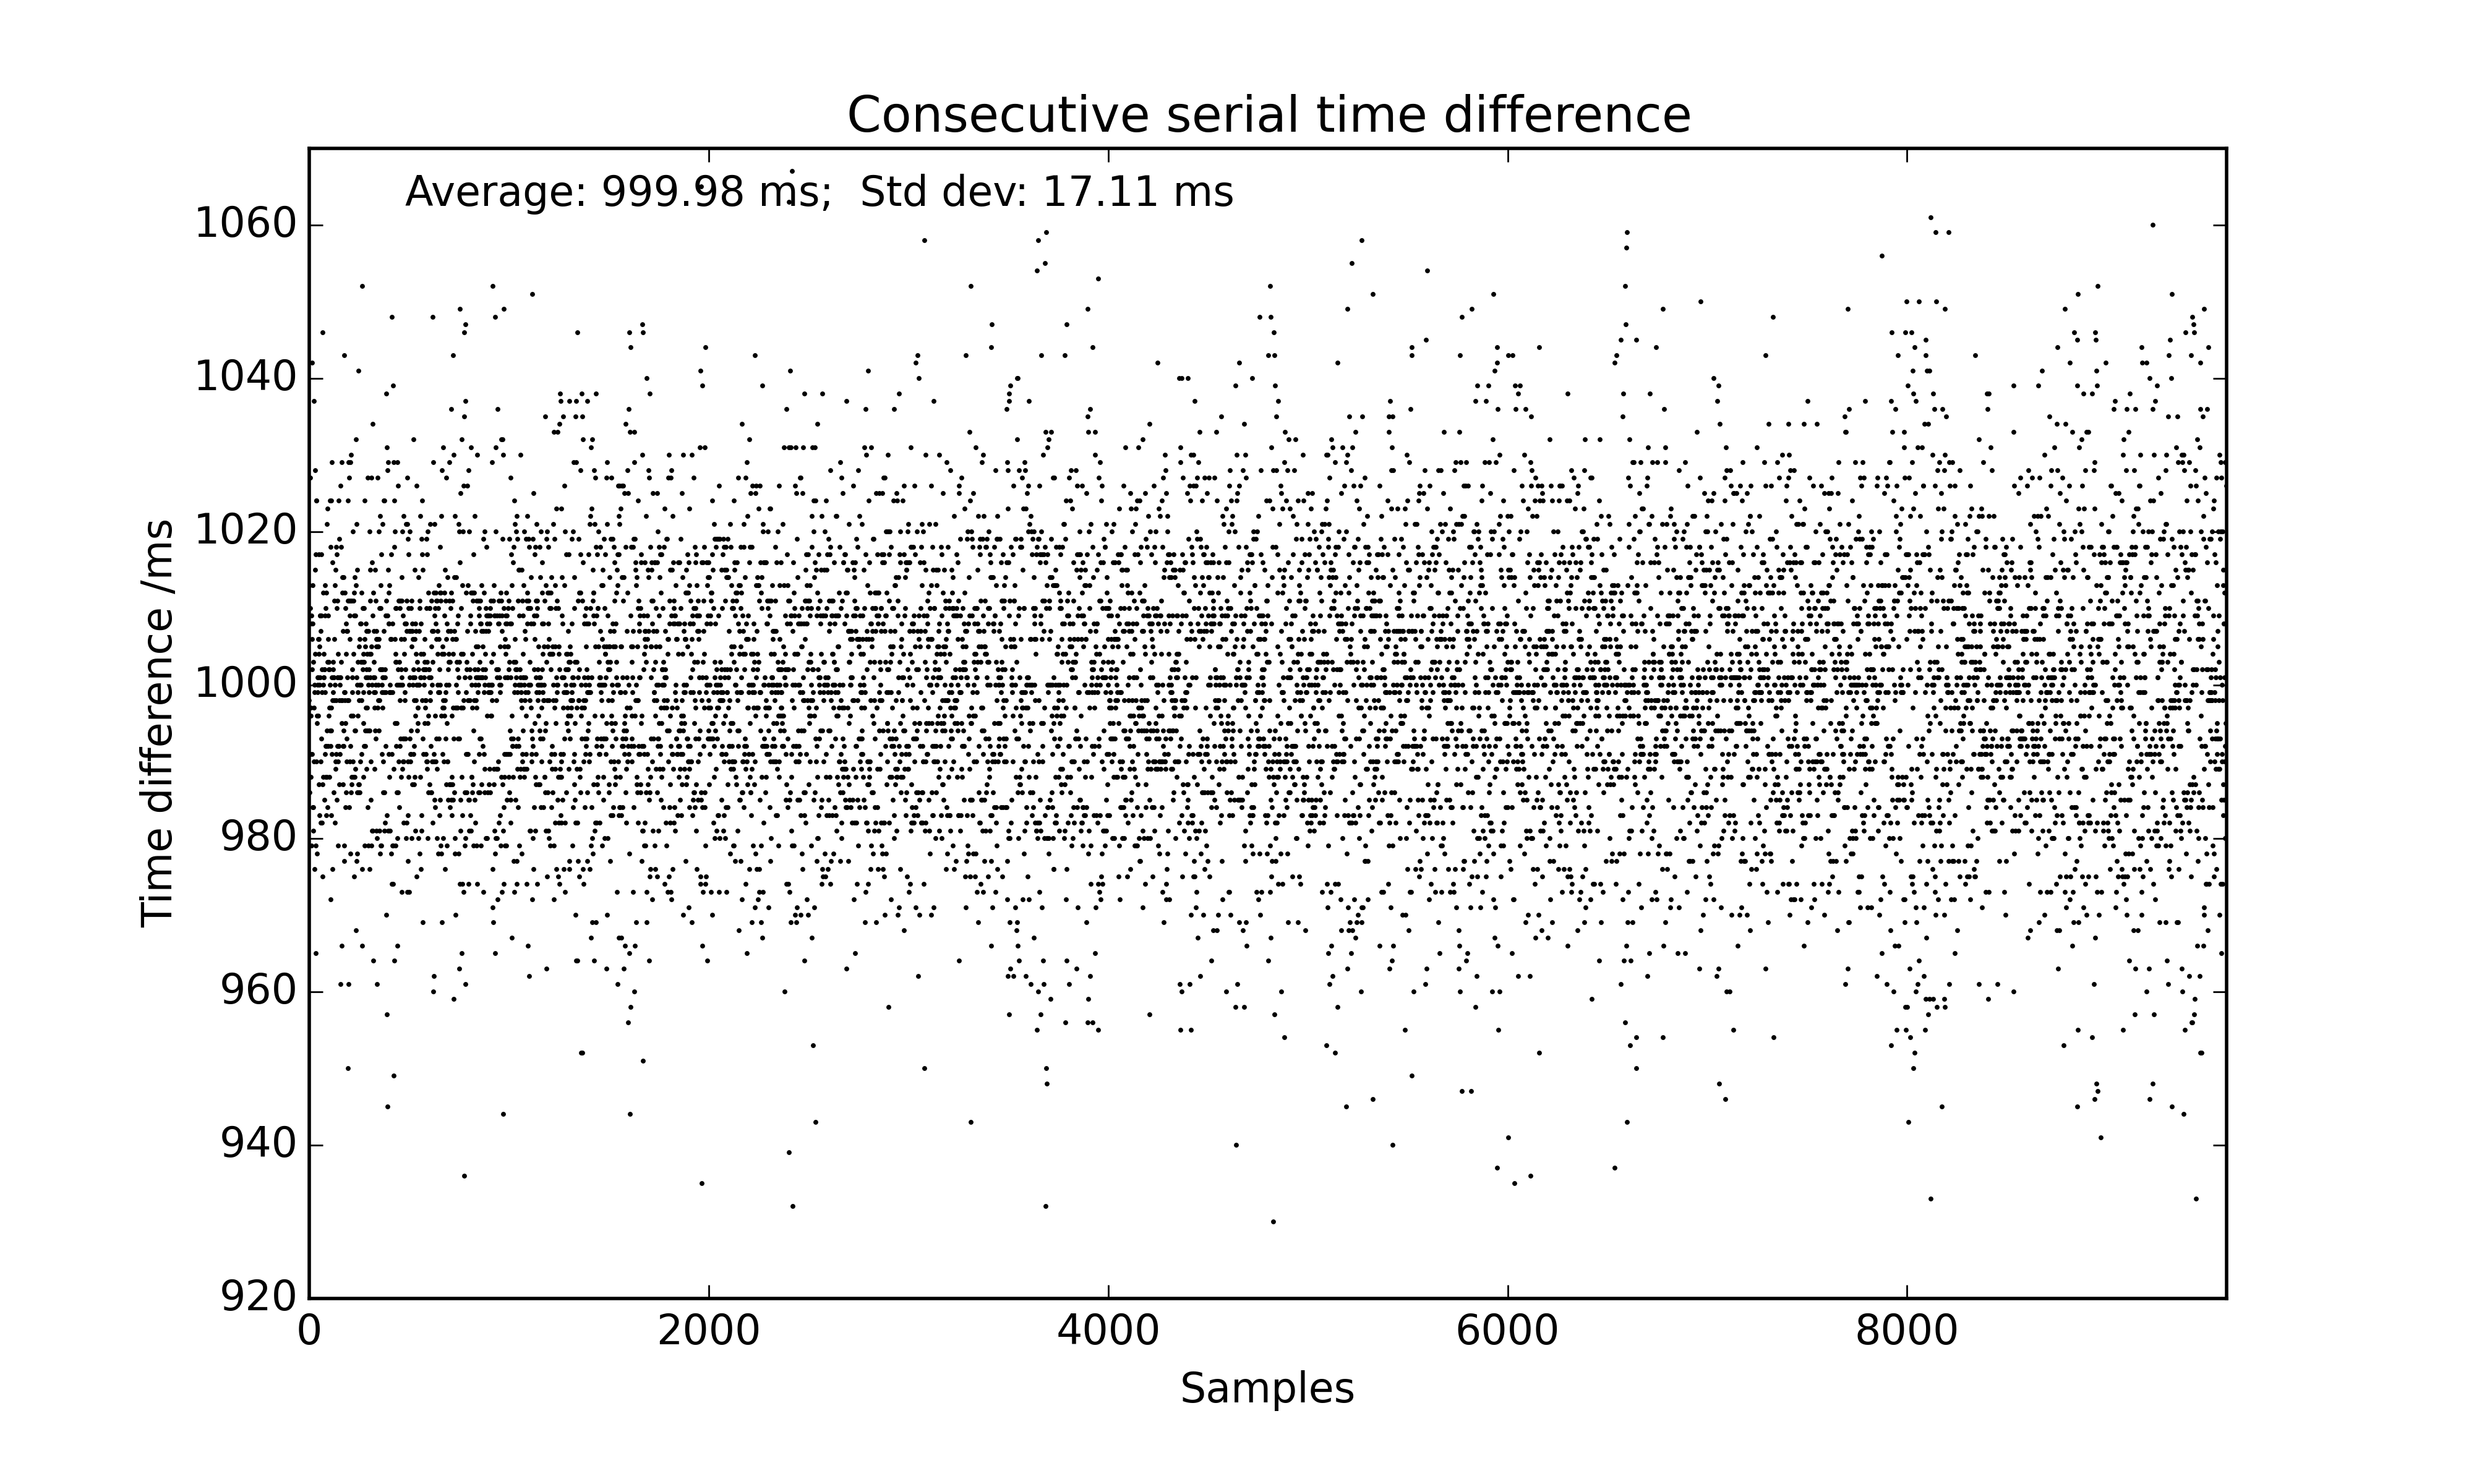 Consecutive serial time difference
Average: 999.98 ms;  Std dev: 17.11 ms
Time difference /ms
1060
1040
1020
1000
980
960
940
920
0 2000 4000 6000 8000
Samples